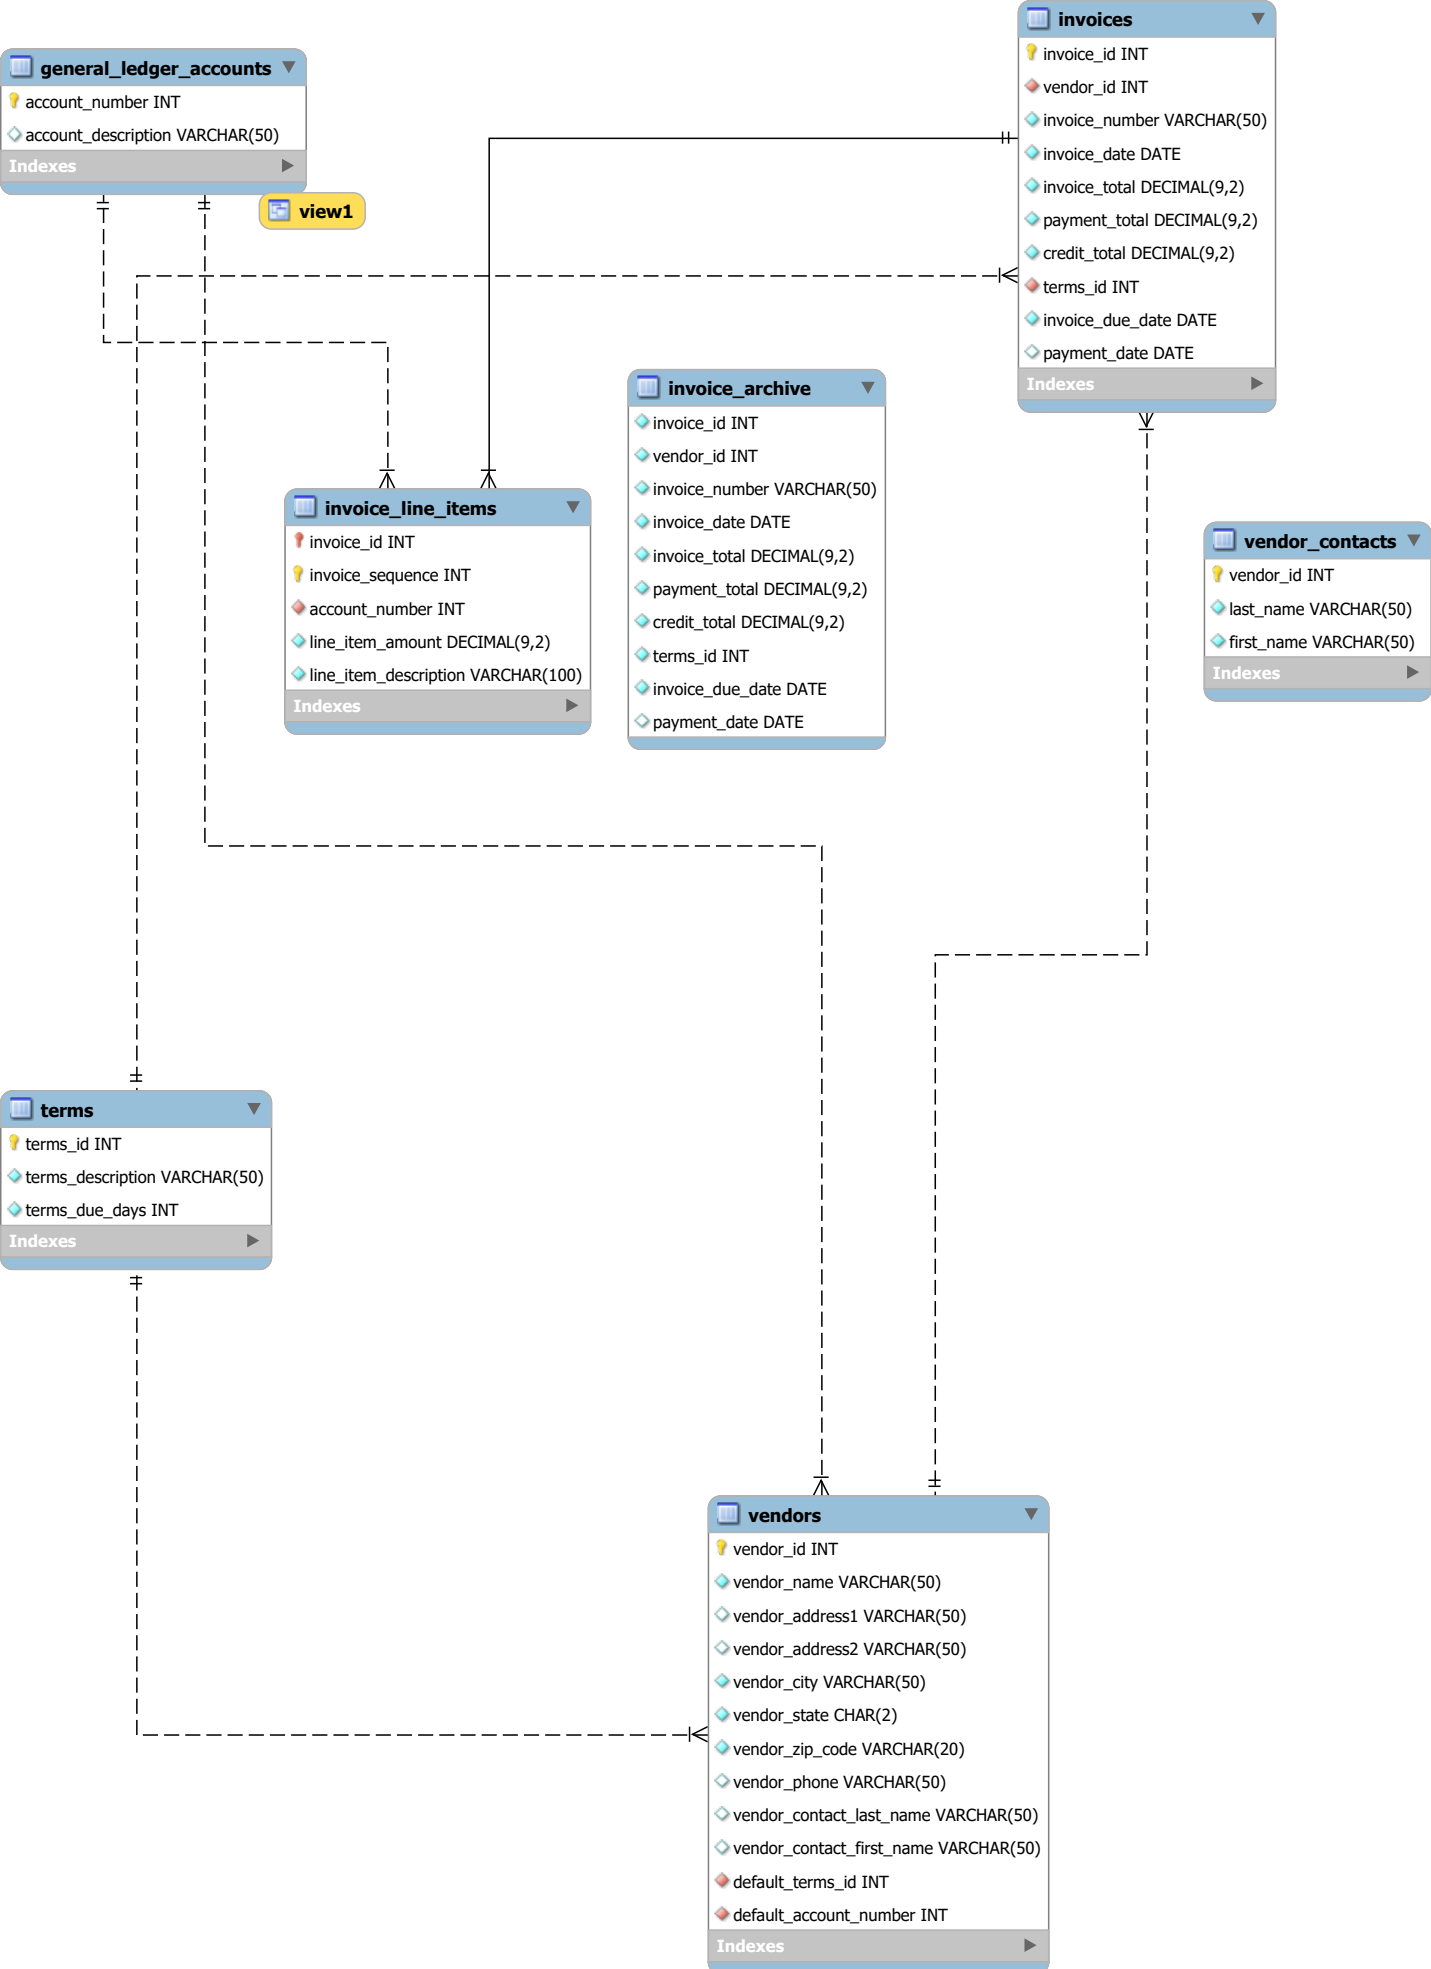 general_ledger_accounts
account_number INT
account_description VARCHAR(50)
Indexes
view1
invoices
invoice_id INT
vendor_id INT
invoice_number VARCHAR(50)
invoice_date DATE
invoice_total DECIMAL(9,2)
payment_total DECIMAL(9,2)
credit_total DECIMAL(9,2)
terms_id INT
invoice_due_date DATE
payment_date DATE
Indexes
invoice_line_items
invoice_id INT
invoice_sequence INT
account_number INT
line_item_amount DECIMAL(9,2)
line_item_description VARCHAR(100)
Indexes
invoice_archive
invoice_id INT
vendor_id INT
invoice_number VARCHAR(50)
invoice_date DATE
invoice_total DECIMAL(9,2)
payment_total DECIMAL(9,2)
credit_total DECIMAL(9,2)
terms_id INT
invoice_due_date DATE
payment_date DATE
vendor_contacts
vendor_id INT
last_name VARCHAR(50)
first_name VARCHAR(50)
Indexes
terms
terms_id INT
terms_description VARCHAR(50)
terms_due_days INT
Indexes
vendors
vendor_id INT
vendor_name VARCHAR(50)
vendor_address1 VARCHAR(50)
vendor_address2 VARCHAR(50)
vendor_city VARCHAR(50)
vendor_state CHAR(2)
vendor_zip_code VARCHAR(20)
vendor_phone VARCHAR(50)
vendor_contact_last_name VARCHAR(50)
vendor_contact_first_name VARCHAR(50)
default_terms_id INT
default_account_number INT
Indexes